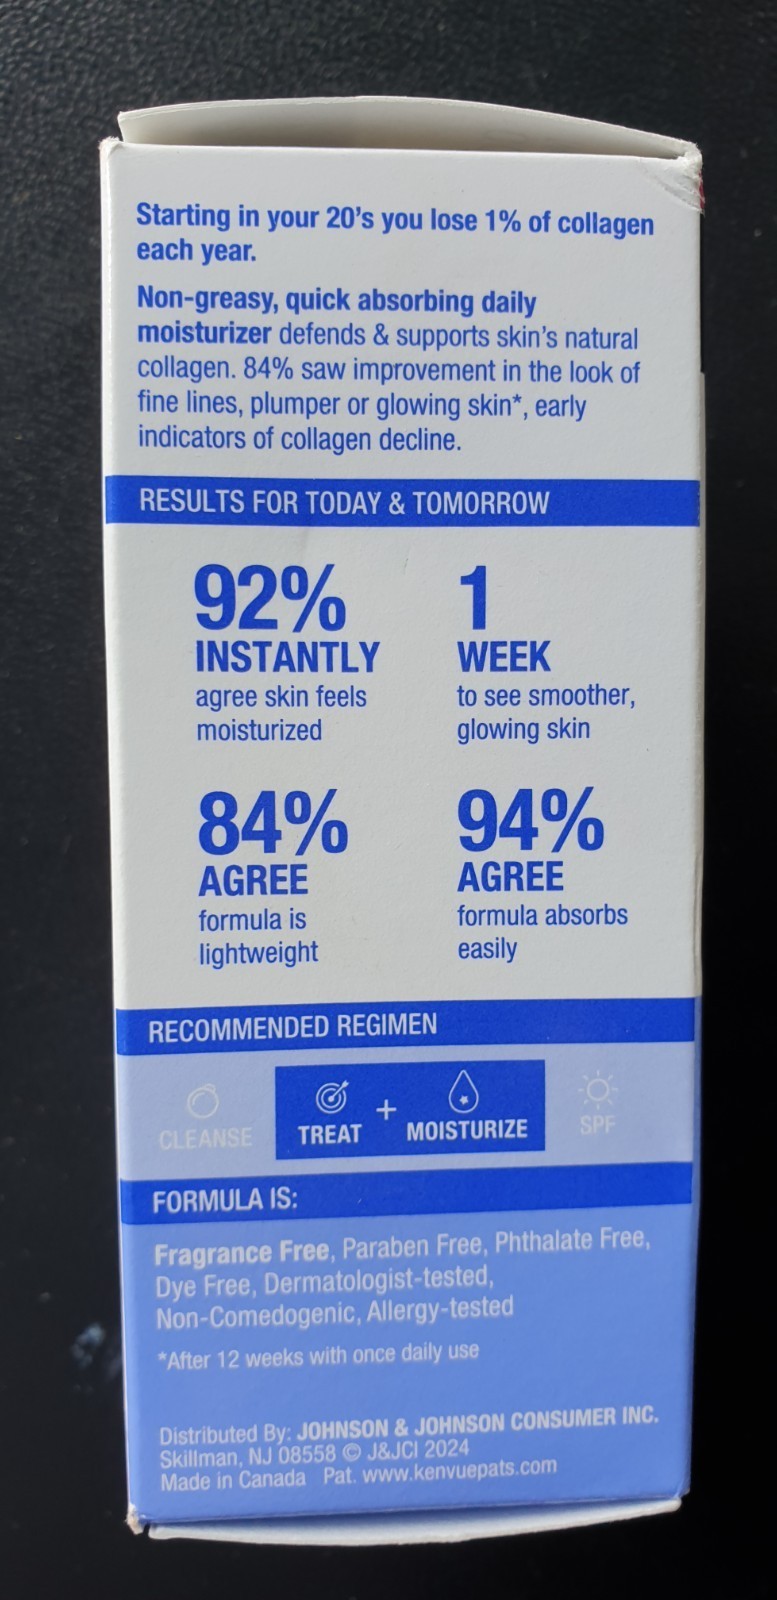 Starting in your 20's you lose 1% of collagen
each year.
Non-greasy, quick absorbing daily
moisturizer defends & supports skin's natural
collagen. 84% saw improvement in the look of
fine lines, plumper or glowing skin*, early
indicators of collagen decline.
RESULTS FOR TODAY & TOMORROW
92%
INSTANTLY
agree skin feels
moisturized
1
WEEK
to see smoother,
glowing skin
84%
AGREE
formula is
lightweight
94%
AGREE
formula absorbs
easily
RECOMMENDED REGIMEN
CLEANSE TREAT + MOISTURIZE SPF
FORMULA IS:
Fragrance Free, Paraben Free, Phthalate Free,
Dye Free, Dermatologist-tested,
Non-Comedogenic, Allergy-tested
*After 12 weeks with once daily use
Distributed By: JOHNSON & JOHNSON CONSUMER INC.
Skillman, NJ 08558 © J&JCI 2024
Made in Canada Pat. www.kenvuepats.com